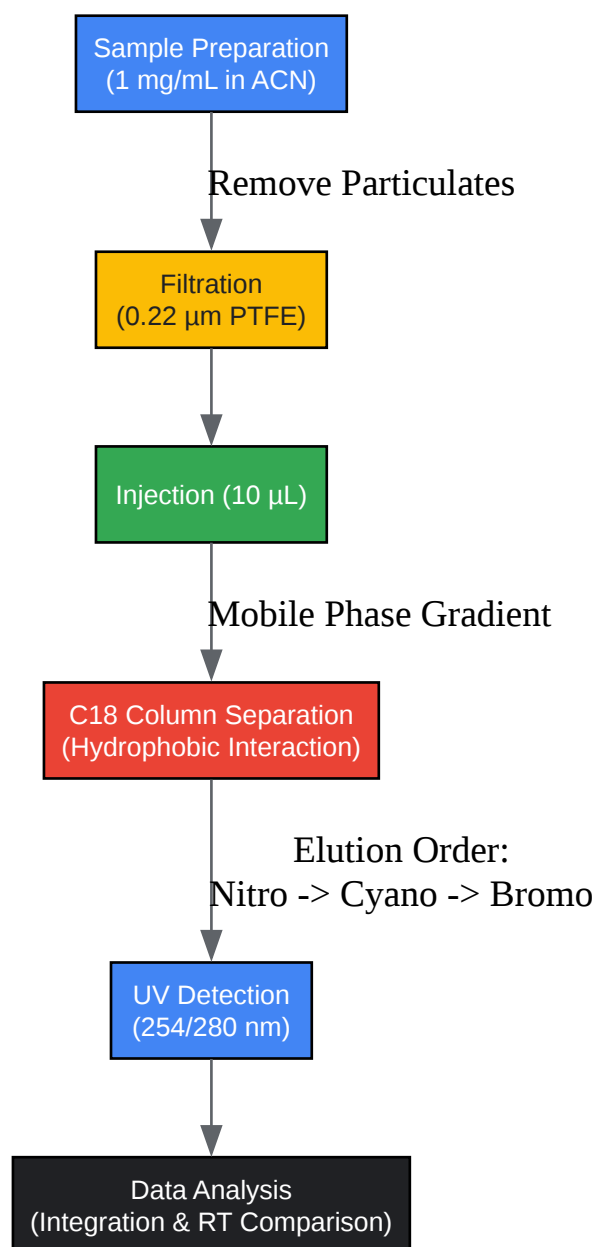 Sample Preparation
(1 mg/mL in ACN)
Remove Particulates
Filtration
(0.22 µm PTFE)
Injection (10 µL)
Mobile Phase Gradient
C18 Column Separation
(Hydrophobic Interaction)
Elution Order:
Nitro -> Cyano -> Bromo
UV Detection
(254/280 nm)
Data Analysis
(Integration & RT Comparison)